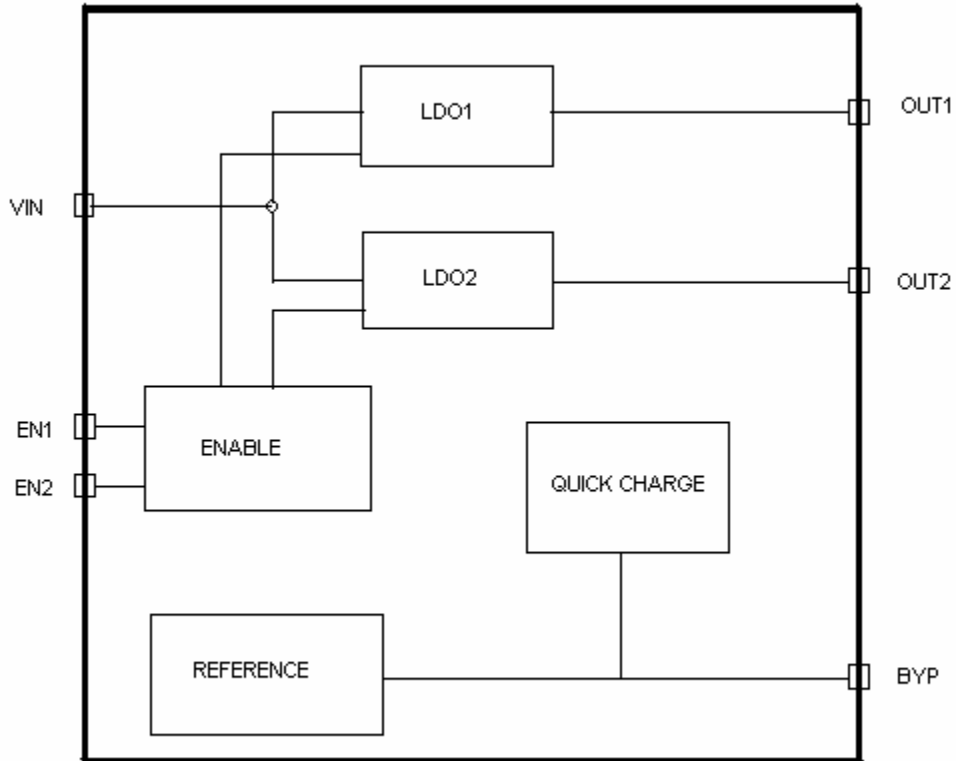 LDO1
OUT1
VIN
LDO2
OUT2
EN1
ENABLE
EN2
QUICK CHARGE
REFERENCE
BYP